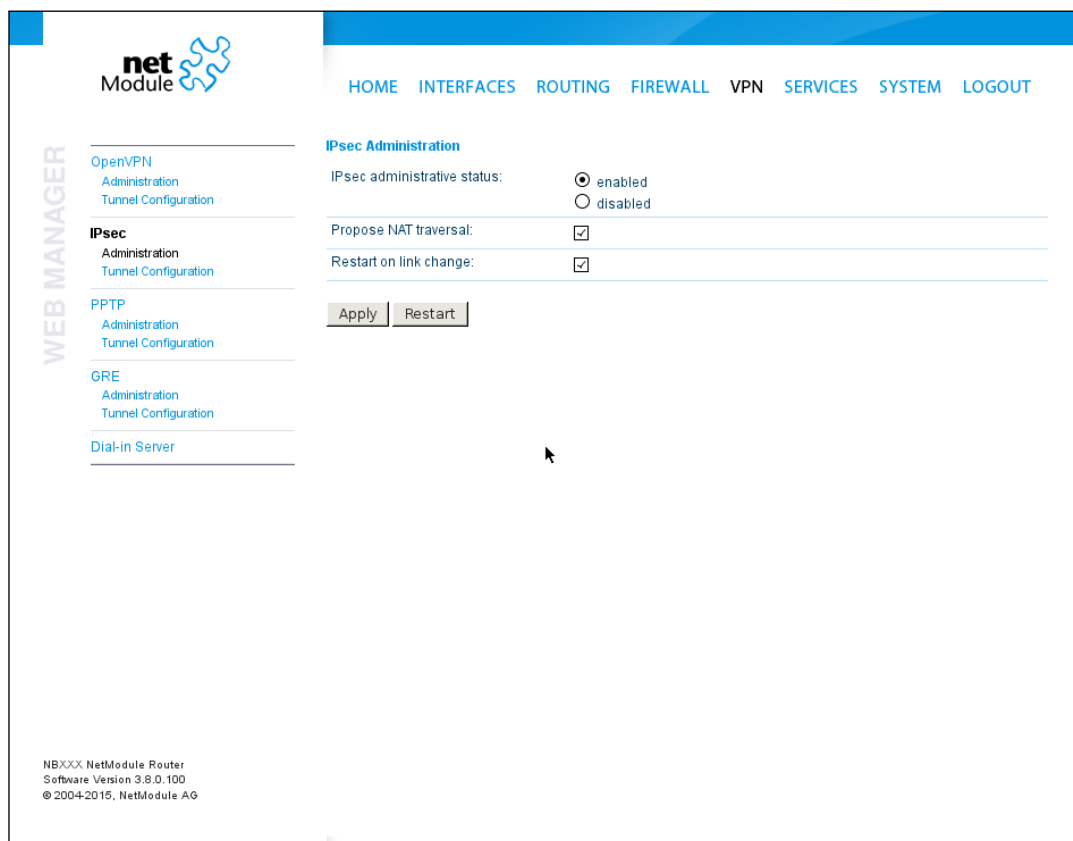 net
Module
HOME INTERFACES ROUTING FIREWALL VPN SERVICES SYSTEM LOGOUT
WEB MANAGER
OpenVPN
Administration
Tunnel Configuration
IPsec
Administration
Tunnel Configuration
PPTP
Administration
Tunnel Configuration
GRE
Administration
Tunnel Configuration
Dial-in Server
IPsec Administration
IPsec administrative status:
enabled
disabled
Propose NAT traversal:
Restart on link change:
Apply Restart
NBXXX NetModule Router
Software Version 3.8.0.100
© 2004-2015, NetModule AG